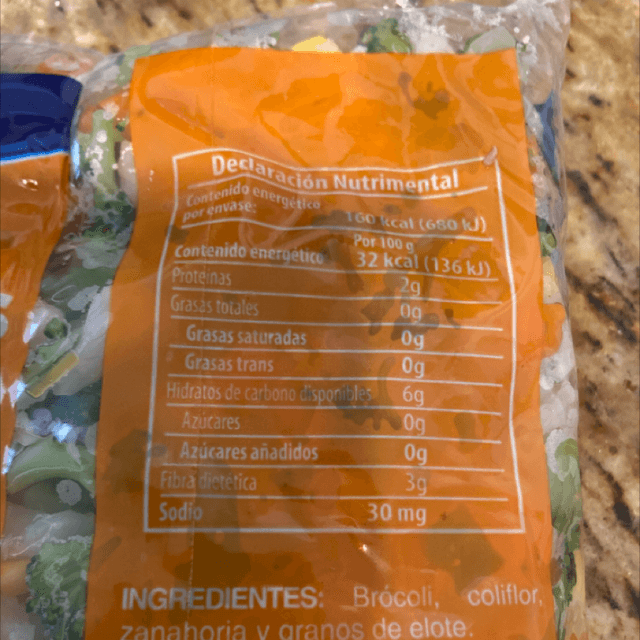 Declaración Nutrimental
Contenido energético
por envase: 160 kcal (680 kJ)
Por 100 g
Contenido energético 32 kcal (136 kJ)
Proteínas 2g
Grasas totales 0g
Grasas saturadas 0g
Grasas trans 0g
Hidratos de carbono disponibles 6g
Azúcares 0g
Azúcares añadidos 0g
Fibra dietética 3g
Sodio 30 mg
INGREDIENTES: Brócoli, coliflor,
zanahoria y granos de elote.